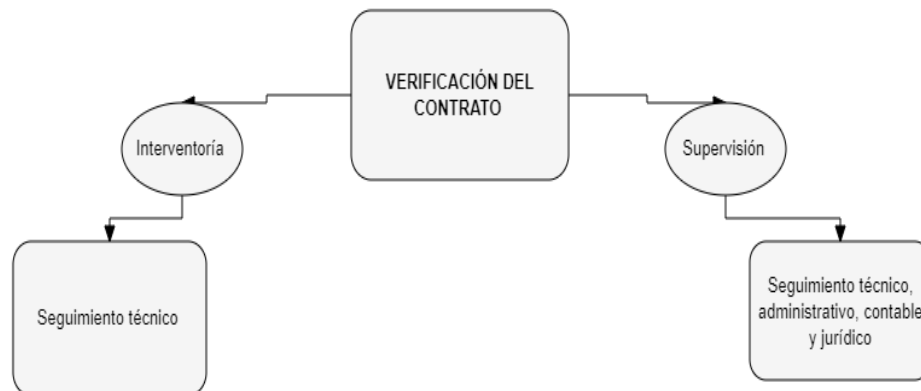 VERIFICACIÓN DEL
CONTRATO
Interventoría
Supervisión
Seguimiento técnico
Seguimiento técnico,
administrativo, contable
y jurídico